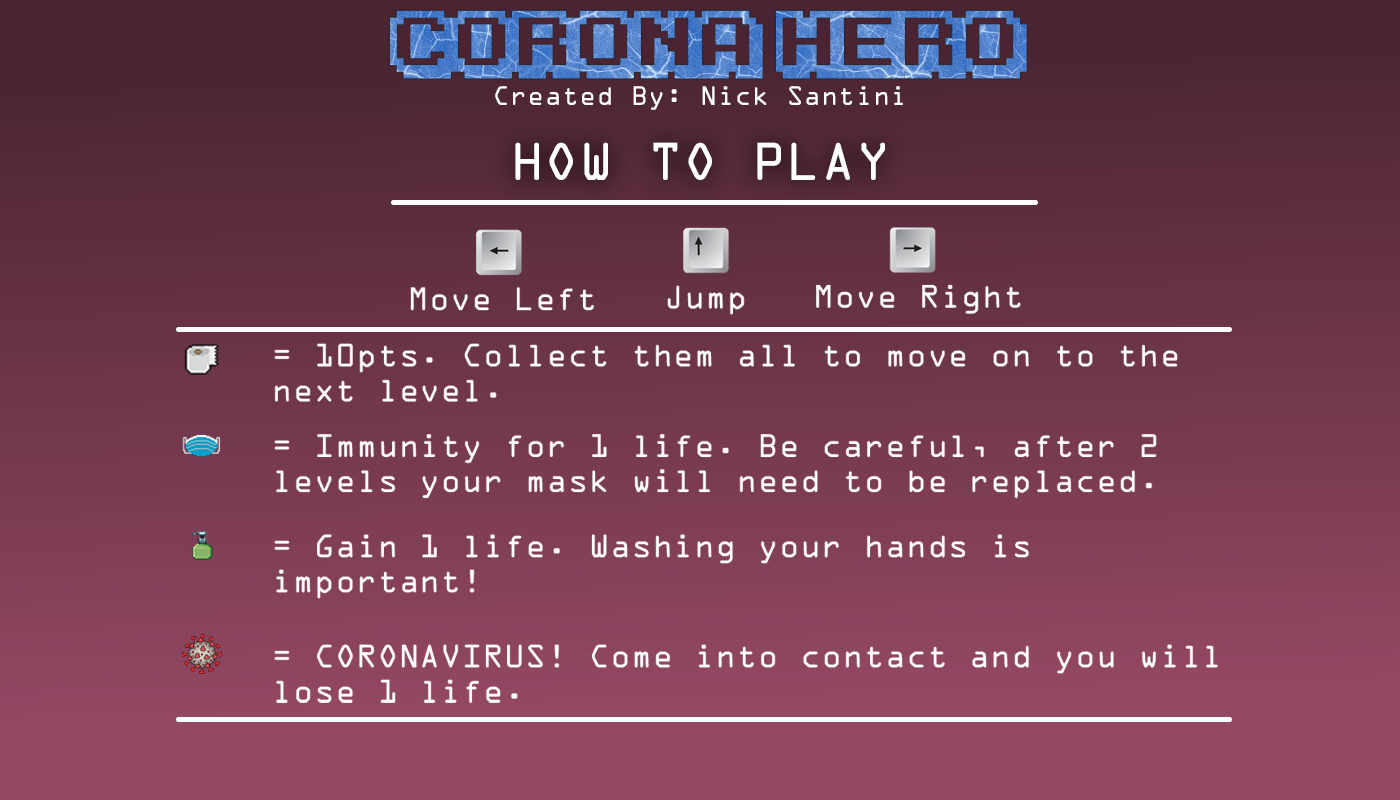 CORONA HERO
Created By: Nick Santini
HOW TO PLAY
Move Left Jump Move Right
= 10pts. Collect them all to move on to the
next level.
= Immunity for 1 life. Be careful, after 2
levels your mask will need to be replaced.
= Gain 1 life. Washing your hands is
important!
= CORONAVIRUS! Come into contact and you will
lose 1 life.